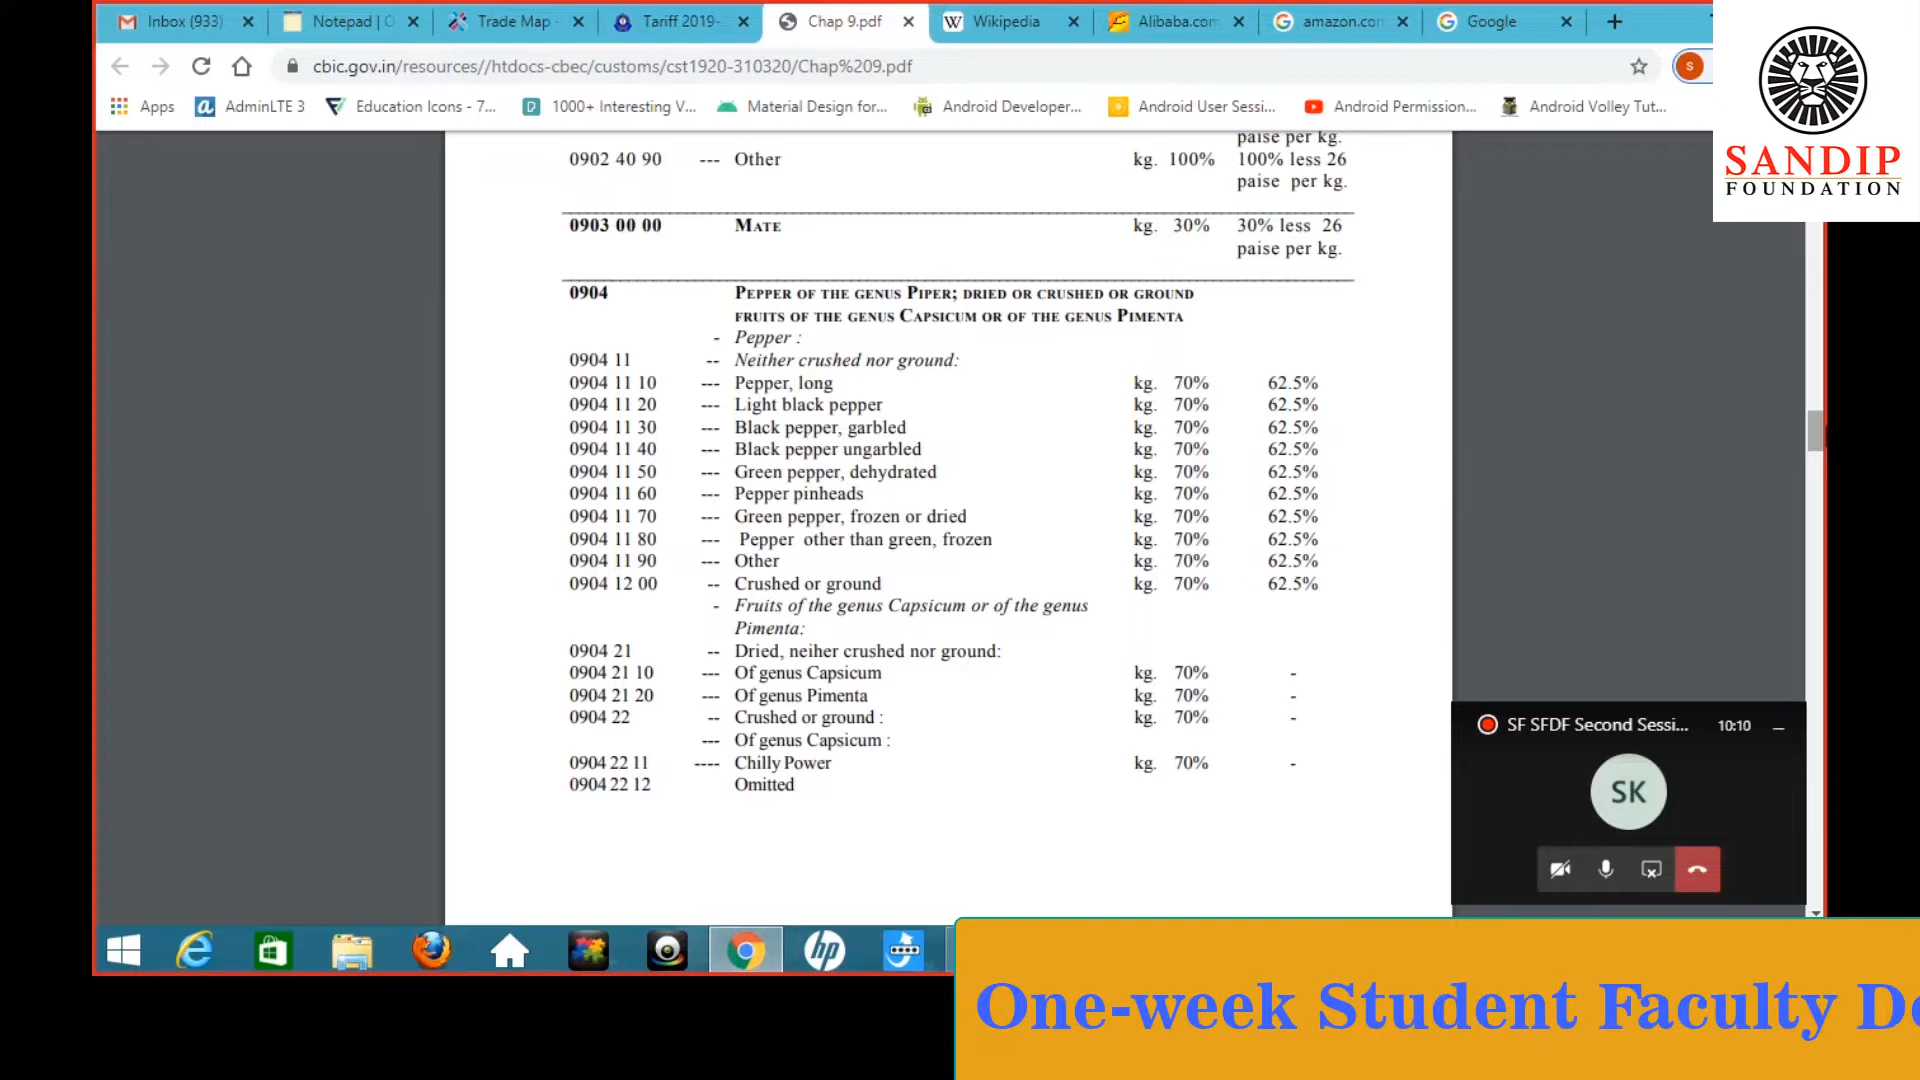 Inbox (933)
Notepad | O
Trade Map -
Tariff 2019-
Chap 9.pdf
Wikipedia
Alibaba.com
amazon.co
Google
cbic.gov.in/resources//htdocs-cbec/customs/cst1920-310320/Chap%209.pdf
S
Apps
AdminLTE 3
Education Icons - 7...
1000+ Interesting V...
Material Design for...
Android Developer...
Android User Sessi...
Android Permission...
Android Volley Tut...
SANDIP
FOUNDATION
paise per kg.
0902 40 90 --- Other kg. 100% 100% less 26
paise per kg.
0903 00 00 MATE kg. 30% 30% less 26
paise per kg.
0904 PEPPER OF THE GENUS PIPER; DRIED OR CRUSHED OR GROUND
FRUITS OF THE GENUS CAPSICUM OR OF THE GENUS PIMENTA
- Pepper :
0904 11 -- Neither crushed nor ground:
0904 11 10 --- Pepper, long kg. 70% 62.5%
0904 11 20 --- Light black pepper kg. 70% 62.5%
0904 11 30 --- Black pepper, garbled kg. 70% 62.5%
0904 11 40 --- Black pepper ungarbled kg. 70% 62.5%
0904 11 50 --- Green pepper, dehydrated kg. 70% 62.5%
0904 11 60 --- Pepper pinheads kg. 70% 62.5%
0904 11 70 --- Green pepper, frozen or dried kg. 70% 62.5%
0904 11 80 --- Pepper other than green, frozen kg. 70% 62.5%
0904 11 90 --- Other kg. 70% 62.5%
0904 12 00 -- Crushed or ground kg. 70% 62.5%
- Fruits of the genus Capsicum or of the genus
Pimenta:
0904 21 -- Dried, neiher crushed nor ground:
0904 21 10 --- Of genus Capsicum kg. 70% -
0904 21 20 --- Of genus Pimenta kg. 70% -
0904 22 -- Crushed or ground : kg. 70% -
--- Of genus Capsicum :
0904 22 11 ---- Chilly Power kg. 70% -
0904 22 12 Omitted
SF SFDF Second Sessi... 10:10
SK
hp
One-week Student Faculty De